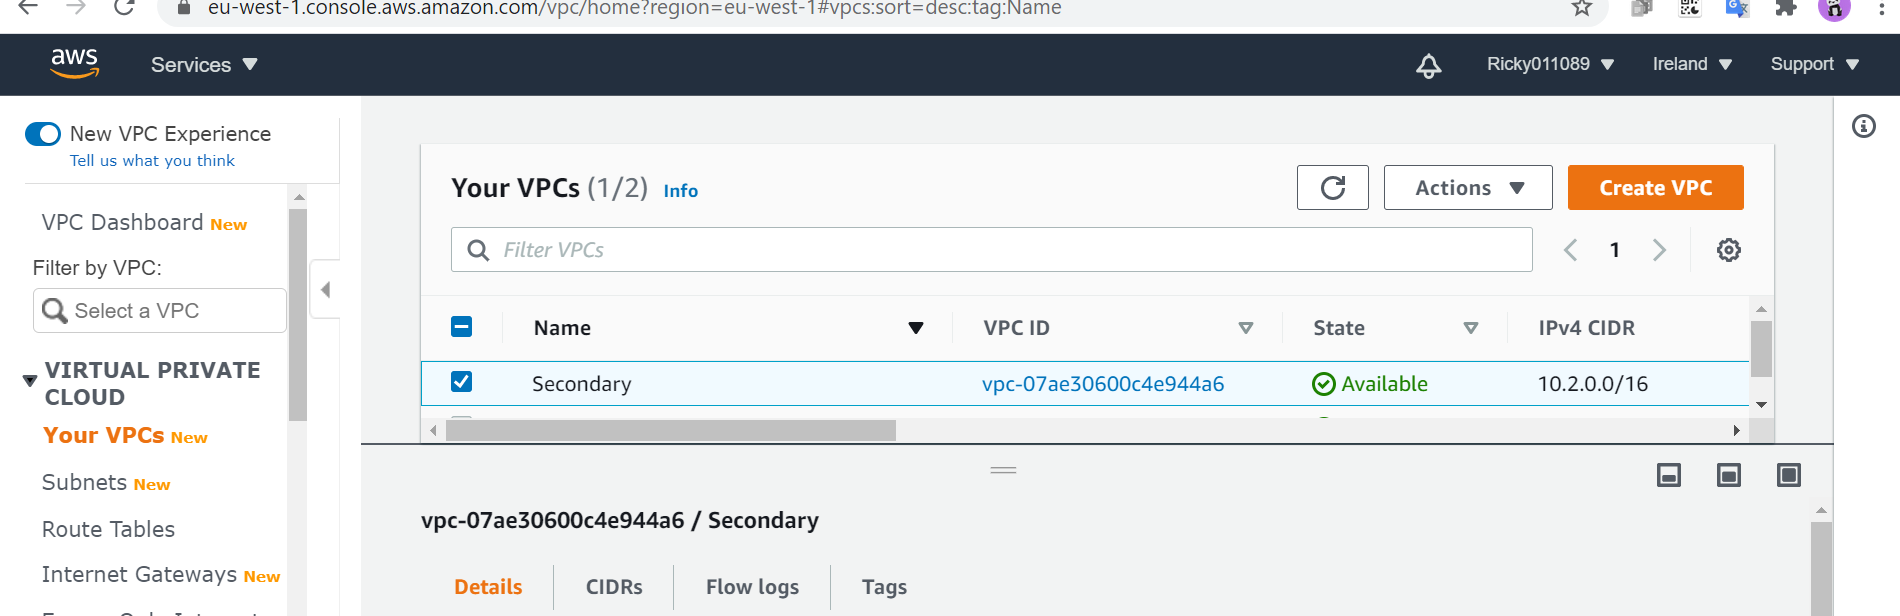 eu-west-1.console.aws.amazon.com/vpc/home?region=eu-west-1#vpcs:sort=desc:tag:Name
aws
Services
Ricky011089
Ireland
Support
New VPC Experience
Tell us what you think
VPC Dashboard New
Filter by VPC:
Select a VPC
VIRTUAL PRIVATE
CLOUD
Your VPCs New
Subnets New
Route Tables
Internet Gateways New
Your VPCs (1/2) Info
Actions
Create VPC
Filter VPCs
1
Name VPC ID State IPv4 CIDR
Secondary vpc-07ae30600c4e944a6 Available 10.2.0.0/16
vpc-07ae30600c4e944a6 / Secondary
Details CIDRs Flow logs Tags